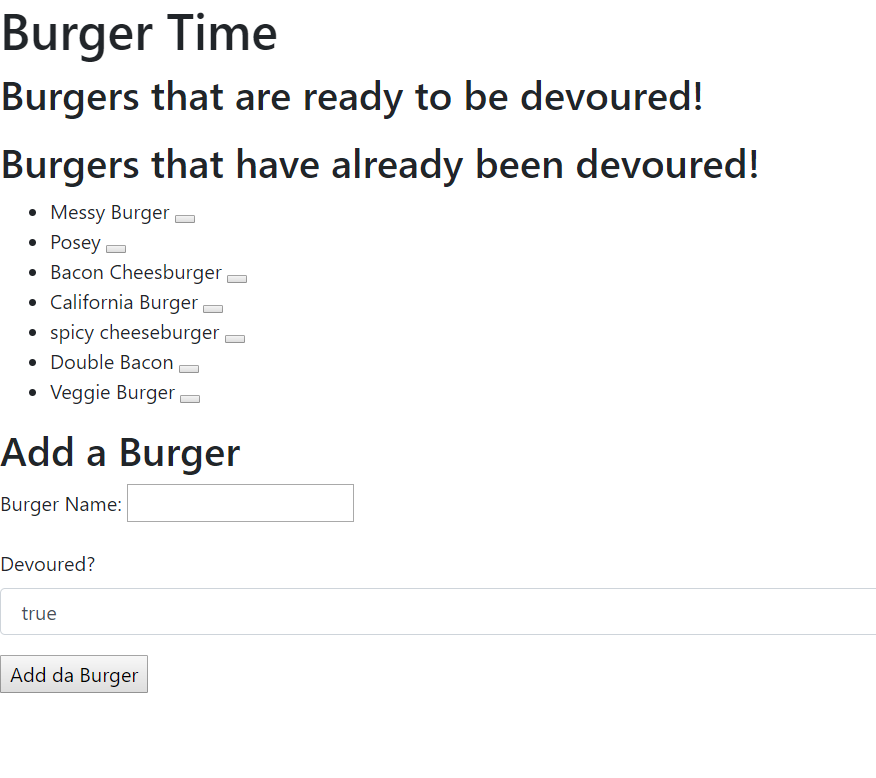 Burger Time
Burgers that are ready to be devoured!
Burgers that have already been devoured!
Messy Burger
Posey
Bacon Cheesburger
California Burger
spicy cheeseburger
Double Bacon
Veggie Burger
Add a Burger
Burger Name:
Devoured?
true
Add da Burger